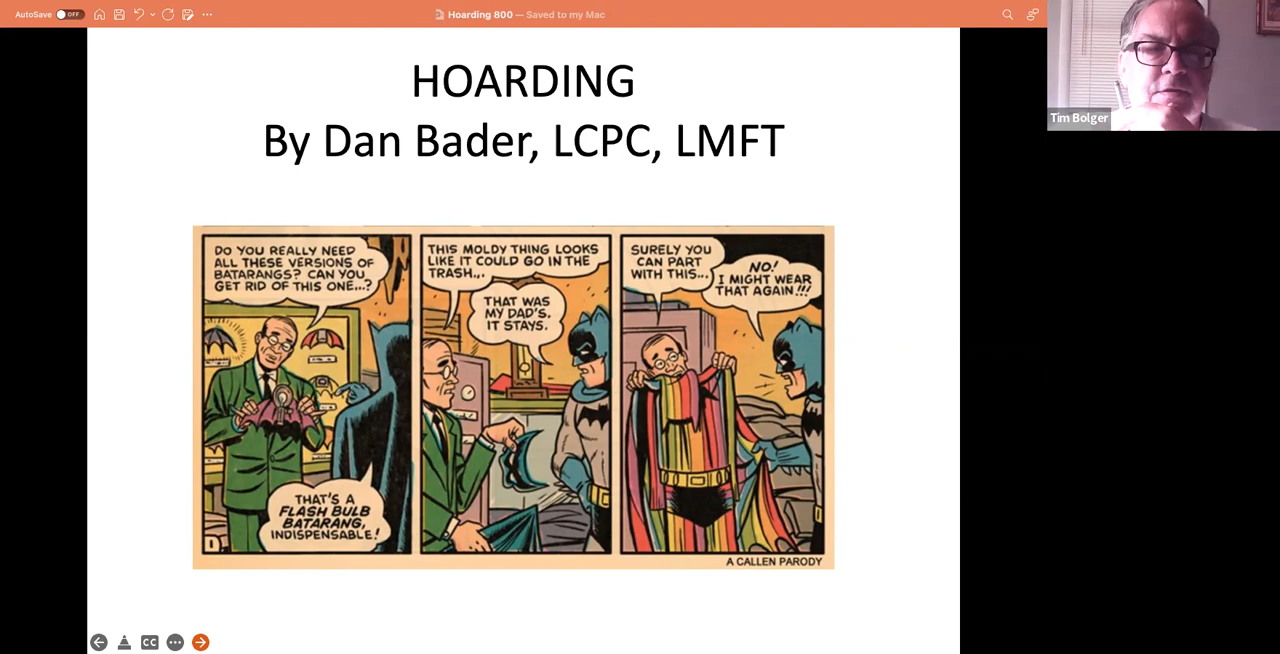 AutoSave OFF
Hoarding 800 — Saved to my Mac
Tim Bolger
HOARDING
By Dan Bader, LCPC, LMFT
DO YOU REALLY NEED
ALL THESE VERSIONS OF
BATARANGS? CAN YOU
GET RID OF THIS ONE...?
THAT'S A
FLASH BULB
BATARANG,
INDISPENSABLE!
THIS MOLDY THING LOOKS
LIKE IT COULD GO IN THE
TRASH...
THAT WAS
MY DAD'S.
IT STAYS.
SURELY YOU
CAN PART
WITH THIS...
NO!
I MIGHT WEAR
THAT AGAIN!!!
A CALLEN PARODY
CC